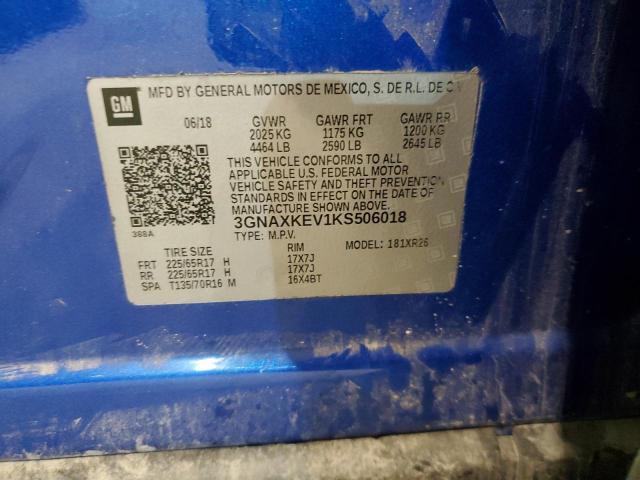 GM MFD BY GENERAL MOTORS DE MEXICO, S. DE R.L. DE C.V.
06/18 GVWR GAWR FRT GAWR RR
2025 KG 1175 KG 1200 KG
4464 LB 2590 LB 2645 LB
THIS VEHICLE CONFORMS TO ALL
APPLICABLE U.S. FEDERAL MOTOR
VEHICLE SAFETY AND THEFT PREVENTION
STANDARDS IN EFFECT ON THE DATE OF
MANUFACTURE SHOWN ABOVE.
3GNAXKEV1KS506018
388A TYPE: M.P.V. MODEL: 181XR26
TIRE SIZE RIM
FRT 225/65R17 H 17X7J
RR 225/65R17 H 17X7J
SPA T135/70R16 M 16X4BT